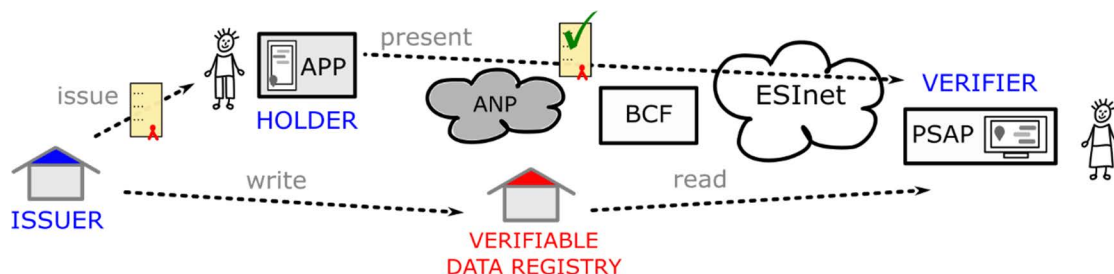 present
APP
issue
HOLDER
ANP
BCF
ESInet
VERIFIER
PSAP
write
read
ISSUER
VERIFIABLE
DATA REGISTRY